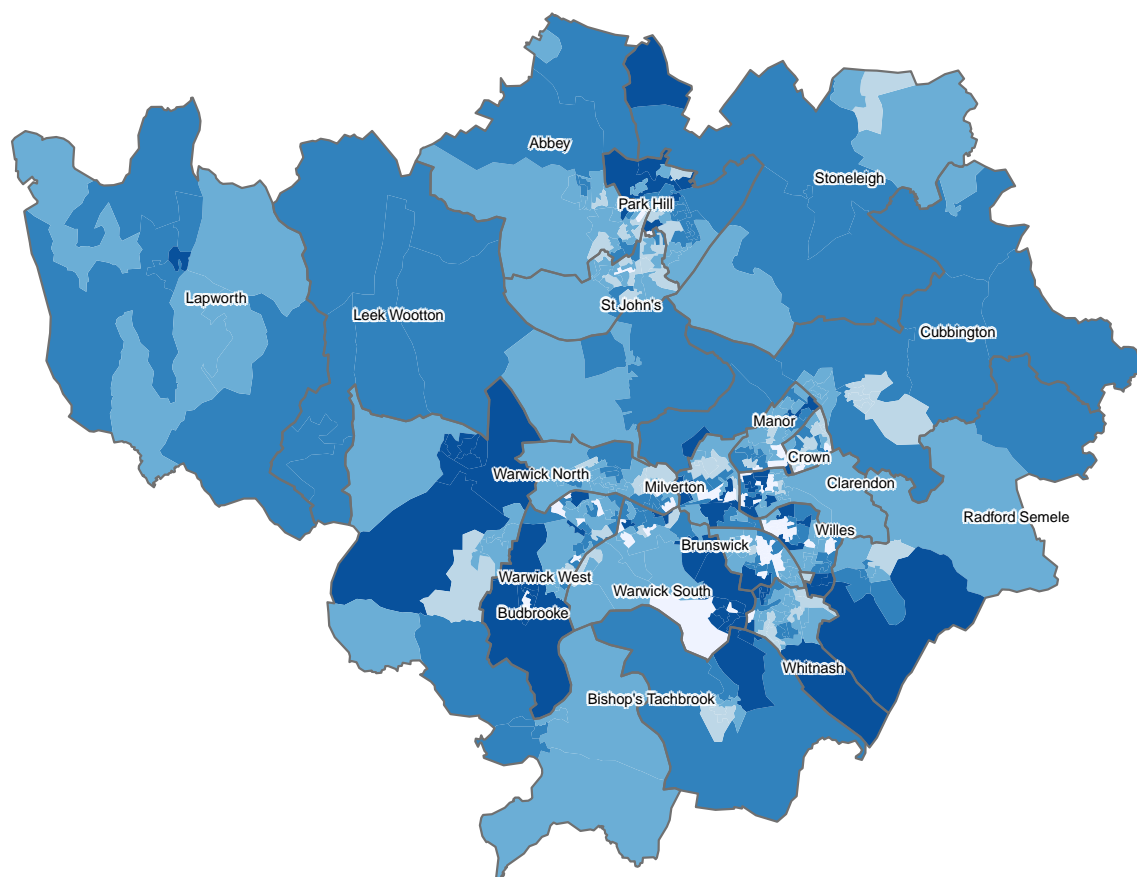 Abbey
Stoneleigh
Park Hill
Lapworth
St John's
Leek Wootton
Cubbington
Manor
Crown
Warwick North
Milverton
Clarendon
Radford Semele
Willes
Brunswick
Warwick West
Warwick South
Budbrooke
Whitnash
Bishop's Tachbrook